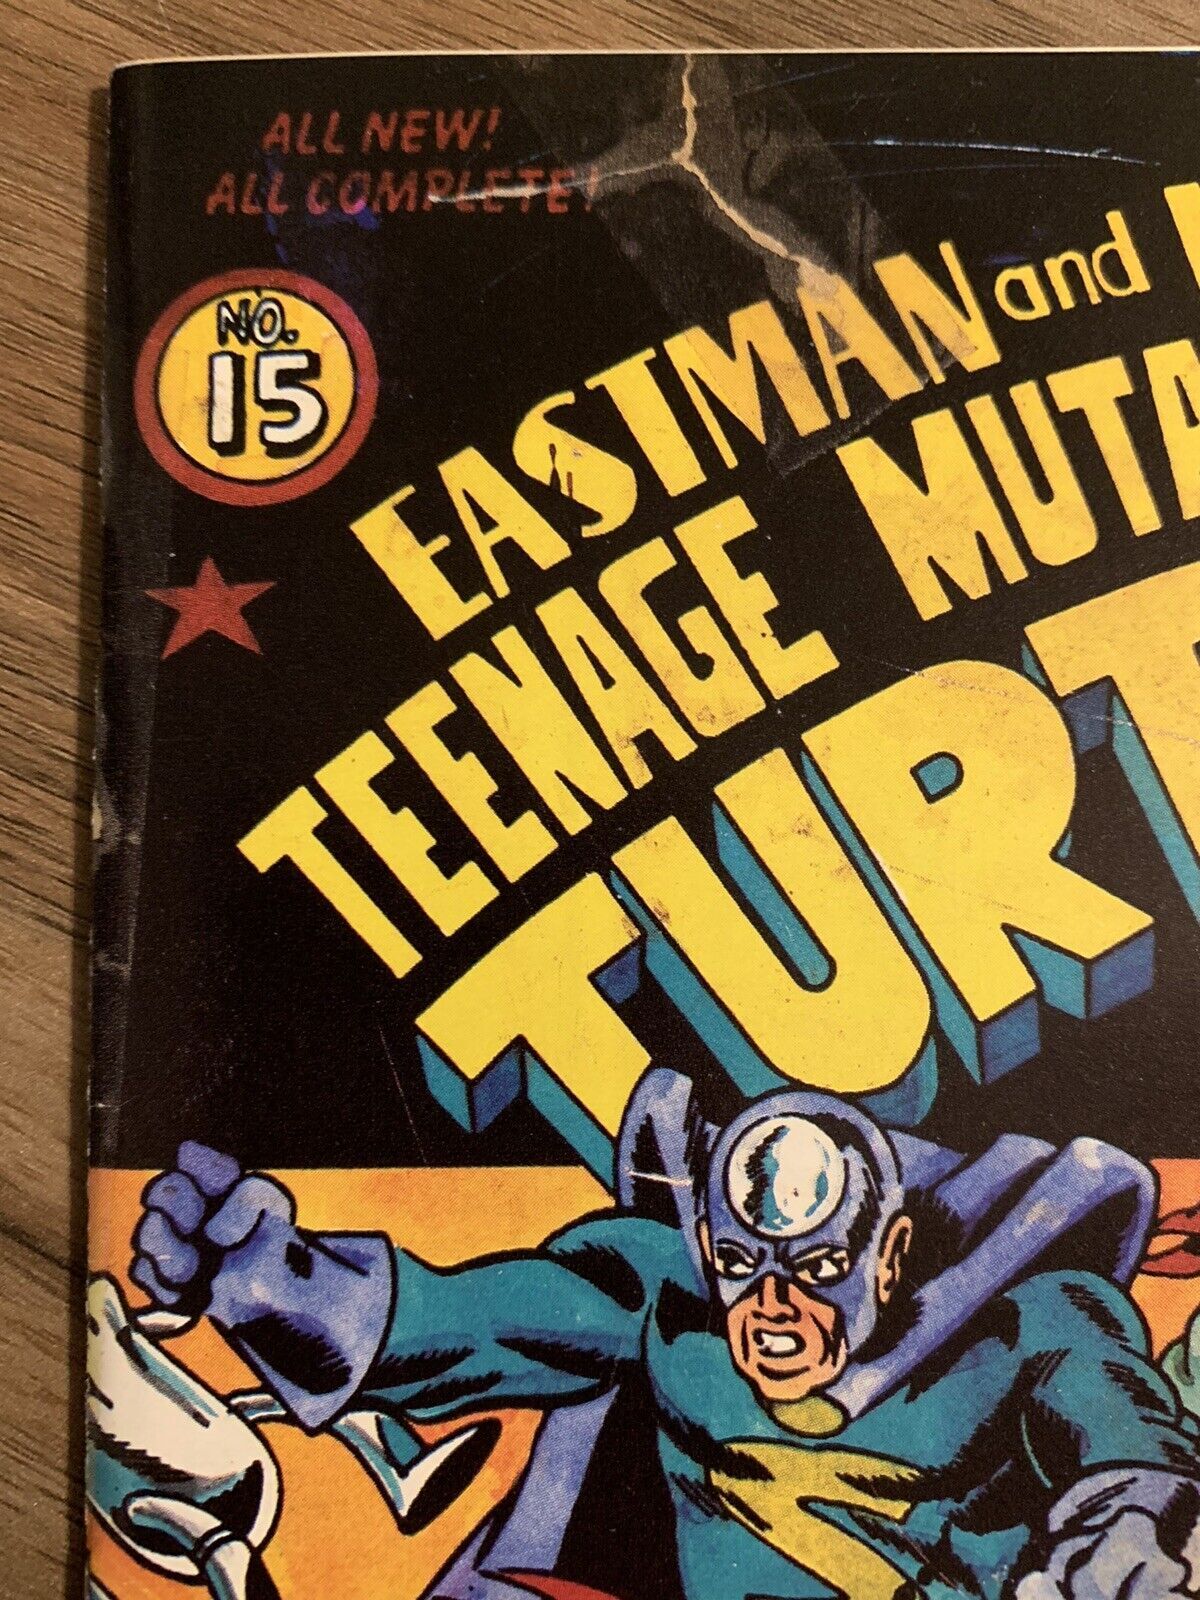 ALL NEW!
ALL COMPLETE!
NO.
15
EASTMAN and
TEENAGE MUTA
TURT